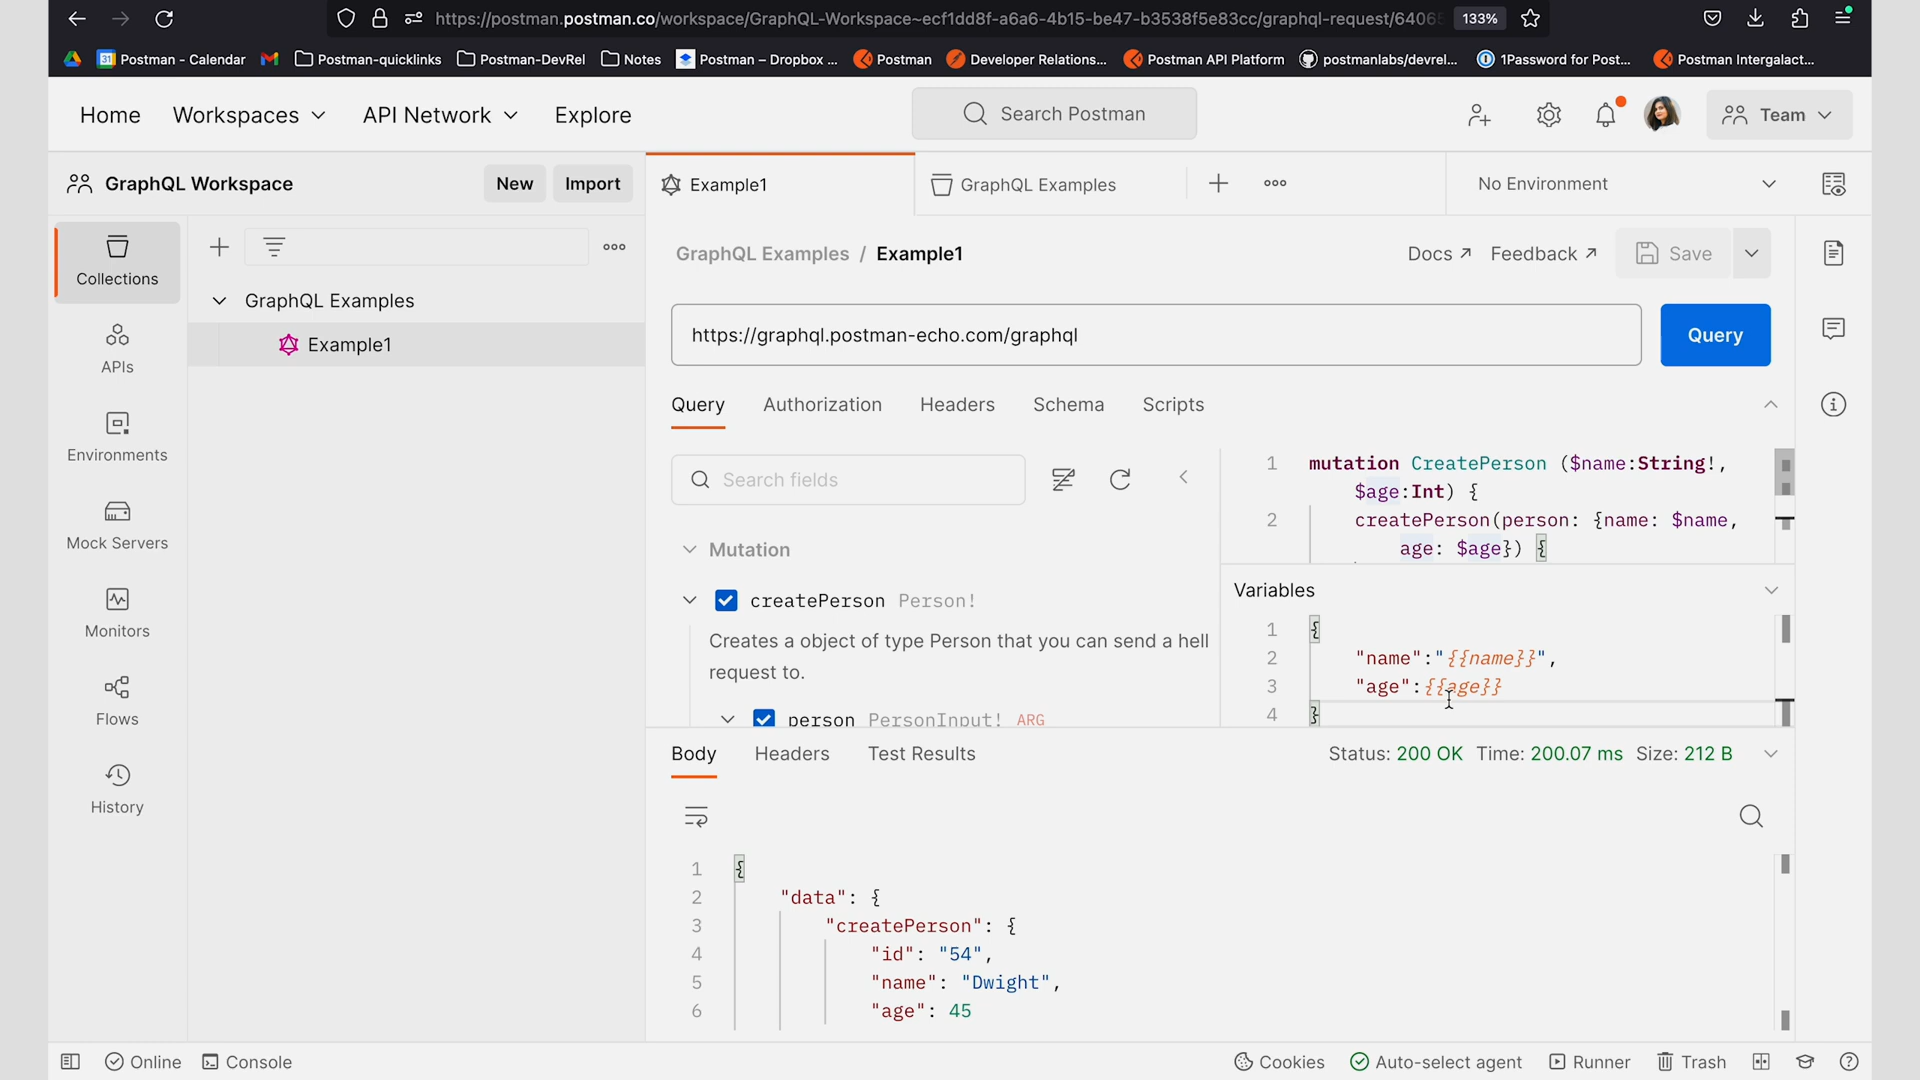 https://postman.postman.co/workspace/GraphQL-Workspace~ecf1dd8f-a6a6-4b15-be47-b3538f5e83cc/graphql-request/64065 133%
31 Postman - Calendar Postman-quicklinks Postman-DevRel Notes Postman – Dropbox ... Postman Developer Relations... Postman API Platform postmanlabs/devrel... 1Password for Post... Postman Intergalact...
Home Workspaces API Network Explore Search Postman Team
GraphQL Workspace New Import Example1 GraphQL Examples No Environment
Collections
APIs
Environments
Mock Servers
Monitors
Flows
History
GraphQL Examples
Example1
GraphQL Examples / Example1 Docs ↗ Feedback ↗ Save
https://graphql.postman-echo.com/graphql Query
Query Authorization Headers Schema Scripts
Search fields
Mutation
createPerson Person!
Creates a object of type Person that you can send a hell
request to.
person PersonInput! ARG
1 mutation CreatePerson ($name:String!,
$age:Int) {
2 createPerson(person: {name: $name,
age: $age}) {
Variables
1 {
2 "name":"{{name}}",
3 "age":{{age}}
4 }
Body Headers Test Results Status: 200 OK Time: 200.07 ms Size: 212 B
1 {
2 "data": {
3 "createPerson": {
4 "id": "54",
5 "name": "Dwight",
6 "age": 45
Online Console Cookies Auto-select agent Runner Trash